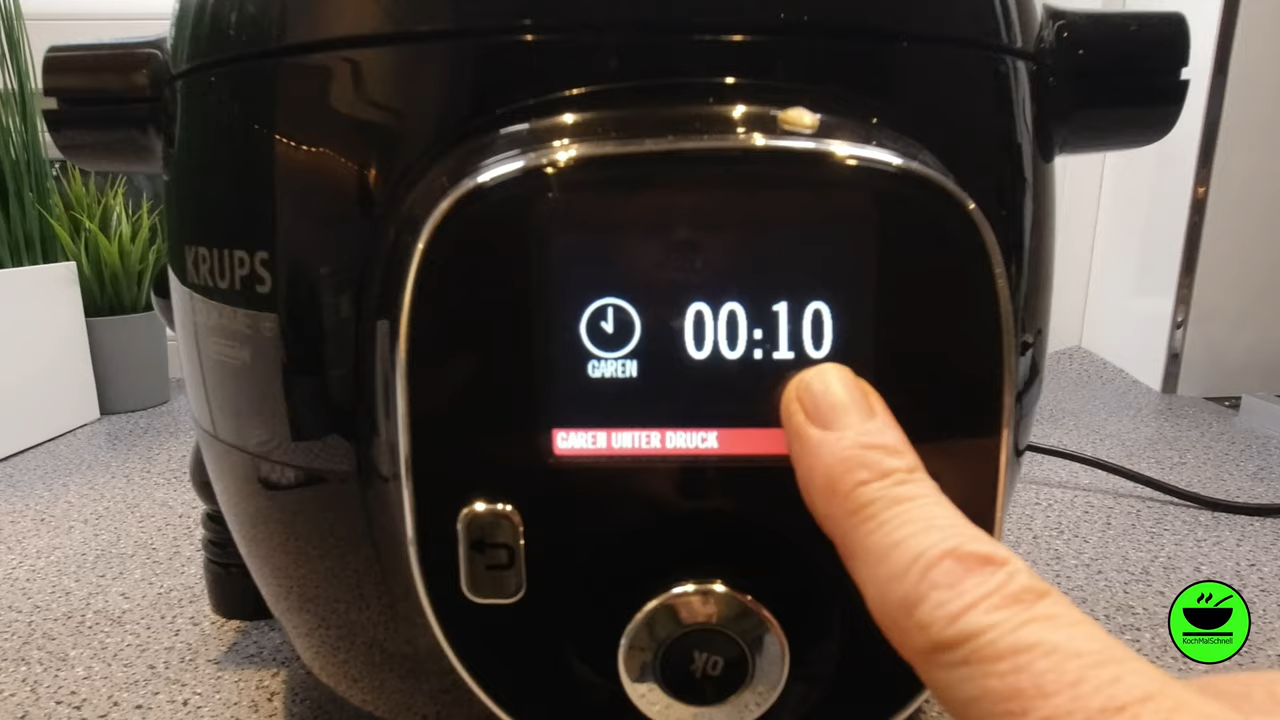 KRUPS
00:10
GAREN
GAREN UNTER DRUCK
ok
KochMalSchnell